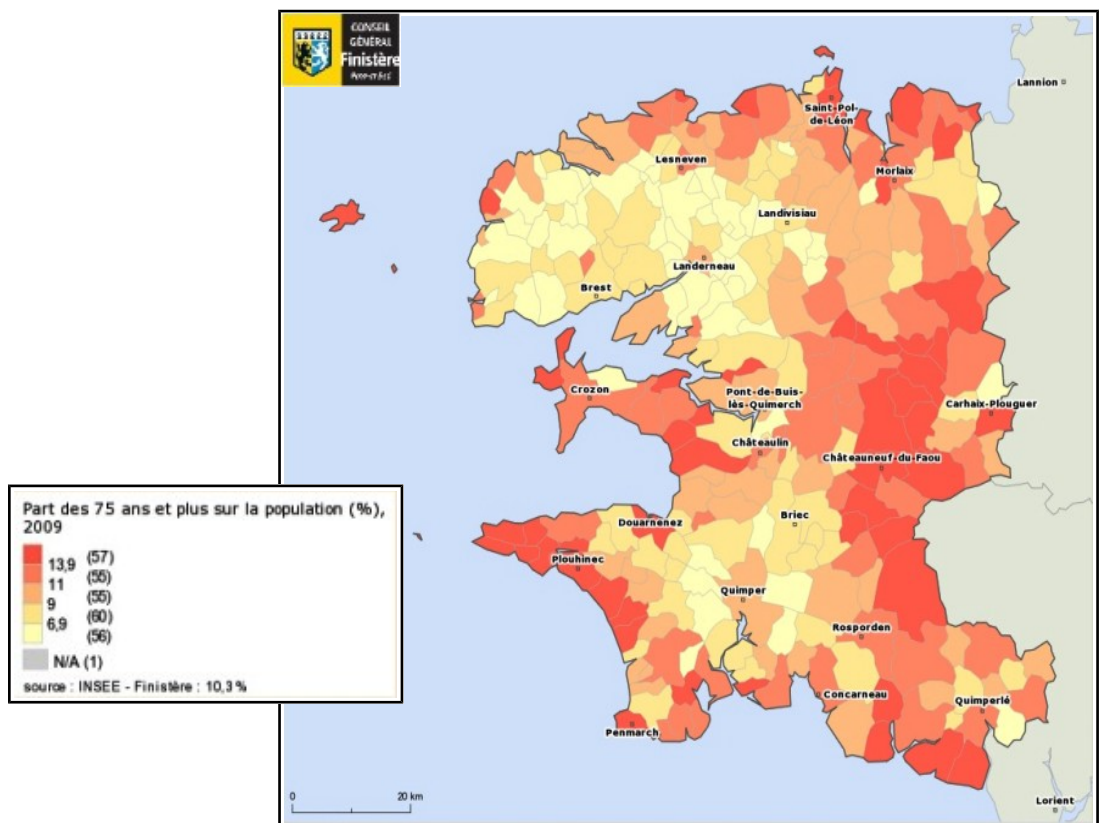 CONSEIL
GÉNÉRAL
Finistère
Lannion
Saint-Pol-
de-Léon
Lesneven
Morlaix
Landivisiau
Landerneau
Brest
Crozon
Pont-de-Buis-
lès-Quimerch
Carhaix-Plouguer
Châteaulin
Châteauneuf-du-Faou
Part des 75 ans et plus sur la population (%),
2009
13,9 (57)
11 (55)
9 (55)
6,9 (60)
(56)
N/A (1)
source : INSEE - Finistère : 10,3 %
Douarnenez
Briec
Plouhinec
Quimper
Rosporden
Concarneau
Quimperlé
Penmarch
0 20 km
Lorient